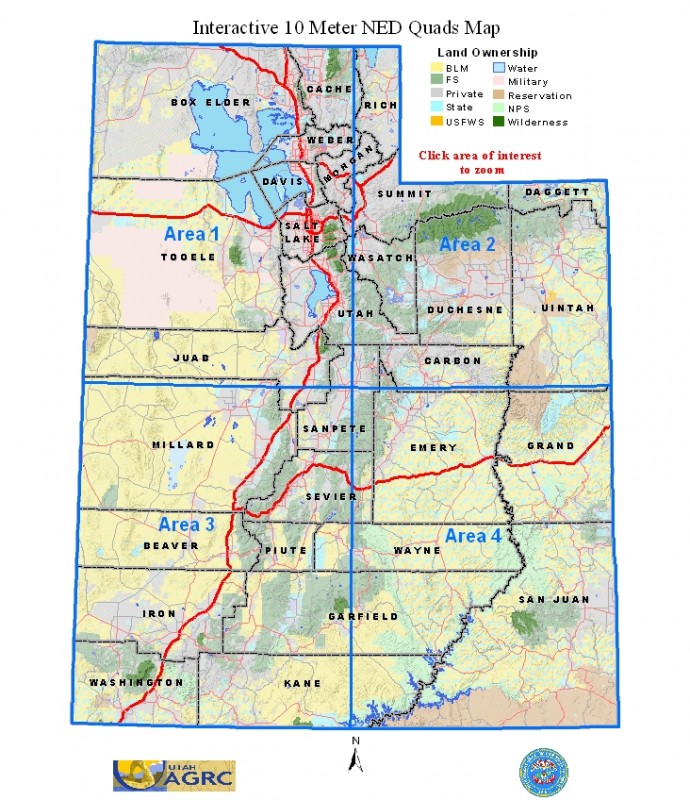 Interactive 10 Meter NED Quads Map
Land Ownership
BLM
FS
Private
State
USFWS
Water
Military
Reservation
NPS
Wilderness
Click area of interest
to zoom
CACHE
RICH
BOX ELDER
WEBER
MORGAN
DAVIS
SUMMIT
DAGGETT
Area 1
SALT
LAKE
Area 2
TOOELE
WASATCH
UTAH
DUCHESNE
UINTAH
JUAB
CARBON
SANPETE
MILLARD
EMERY
GRAND
SEVIER
Area 3
BEAVER
PIUTE
WAYNE
Area 4
IRON
GARFIELD
SAN JUAN
WASHINGTON
KANE
N
UTAH
AGRC